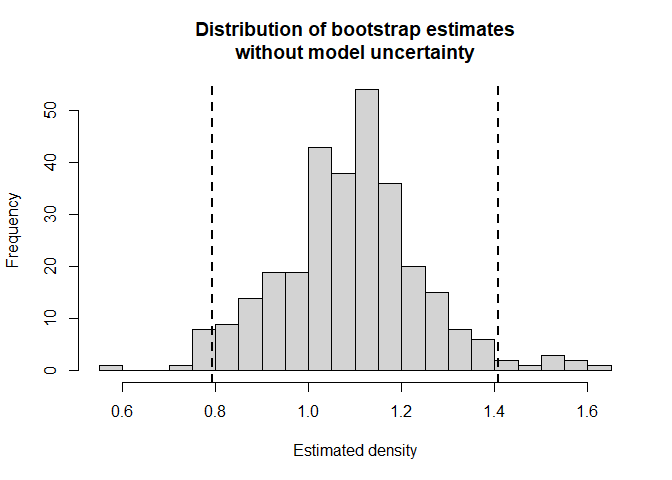 Distribution of bootstrap estimates
without model uncertainty
Frequency
50
40
30
20
10
0
0.6 0.8 1.0 1.2 1.4 1.6
Estimated density